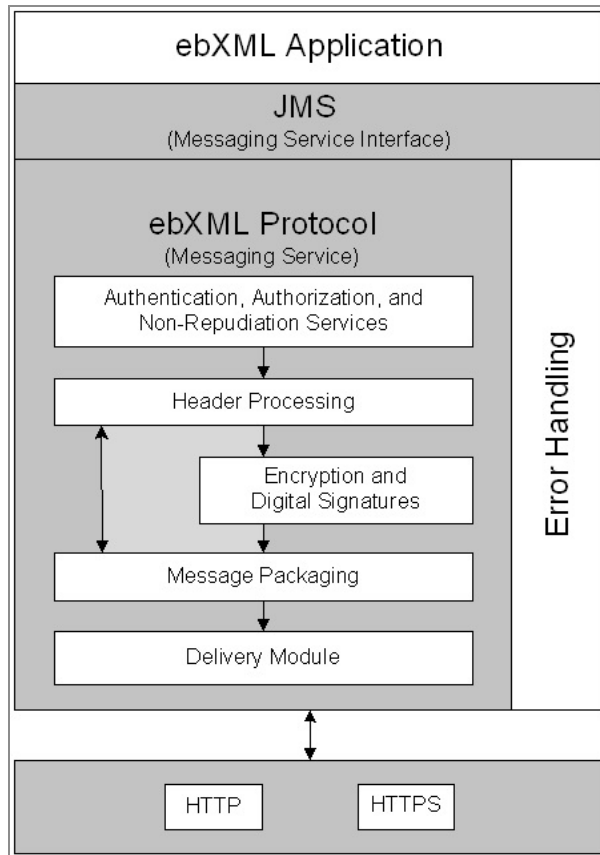 ebXML Application
JMS
(Messaging Service Interface)
ebXML Protocol
(Messaging Service)
Authentication, Authorization, and
Non-Repudiation Services
Header Processing
Encryption and
Digital Signatures
Message Packaging
Delivery Module
Error Handling
HTTP
HTTPS